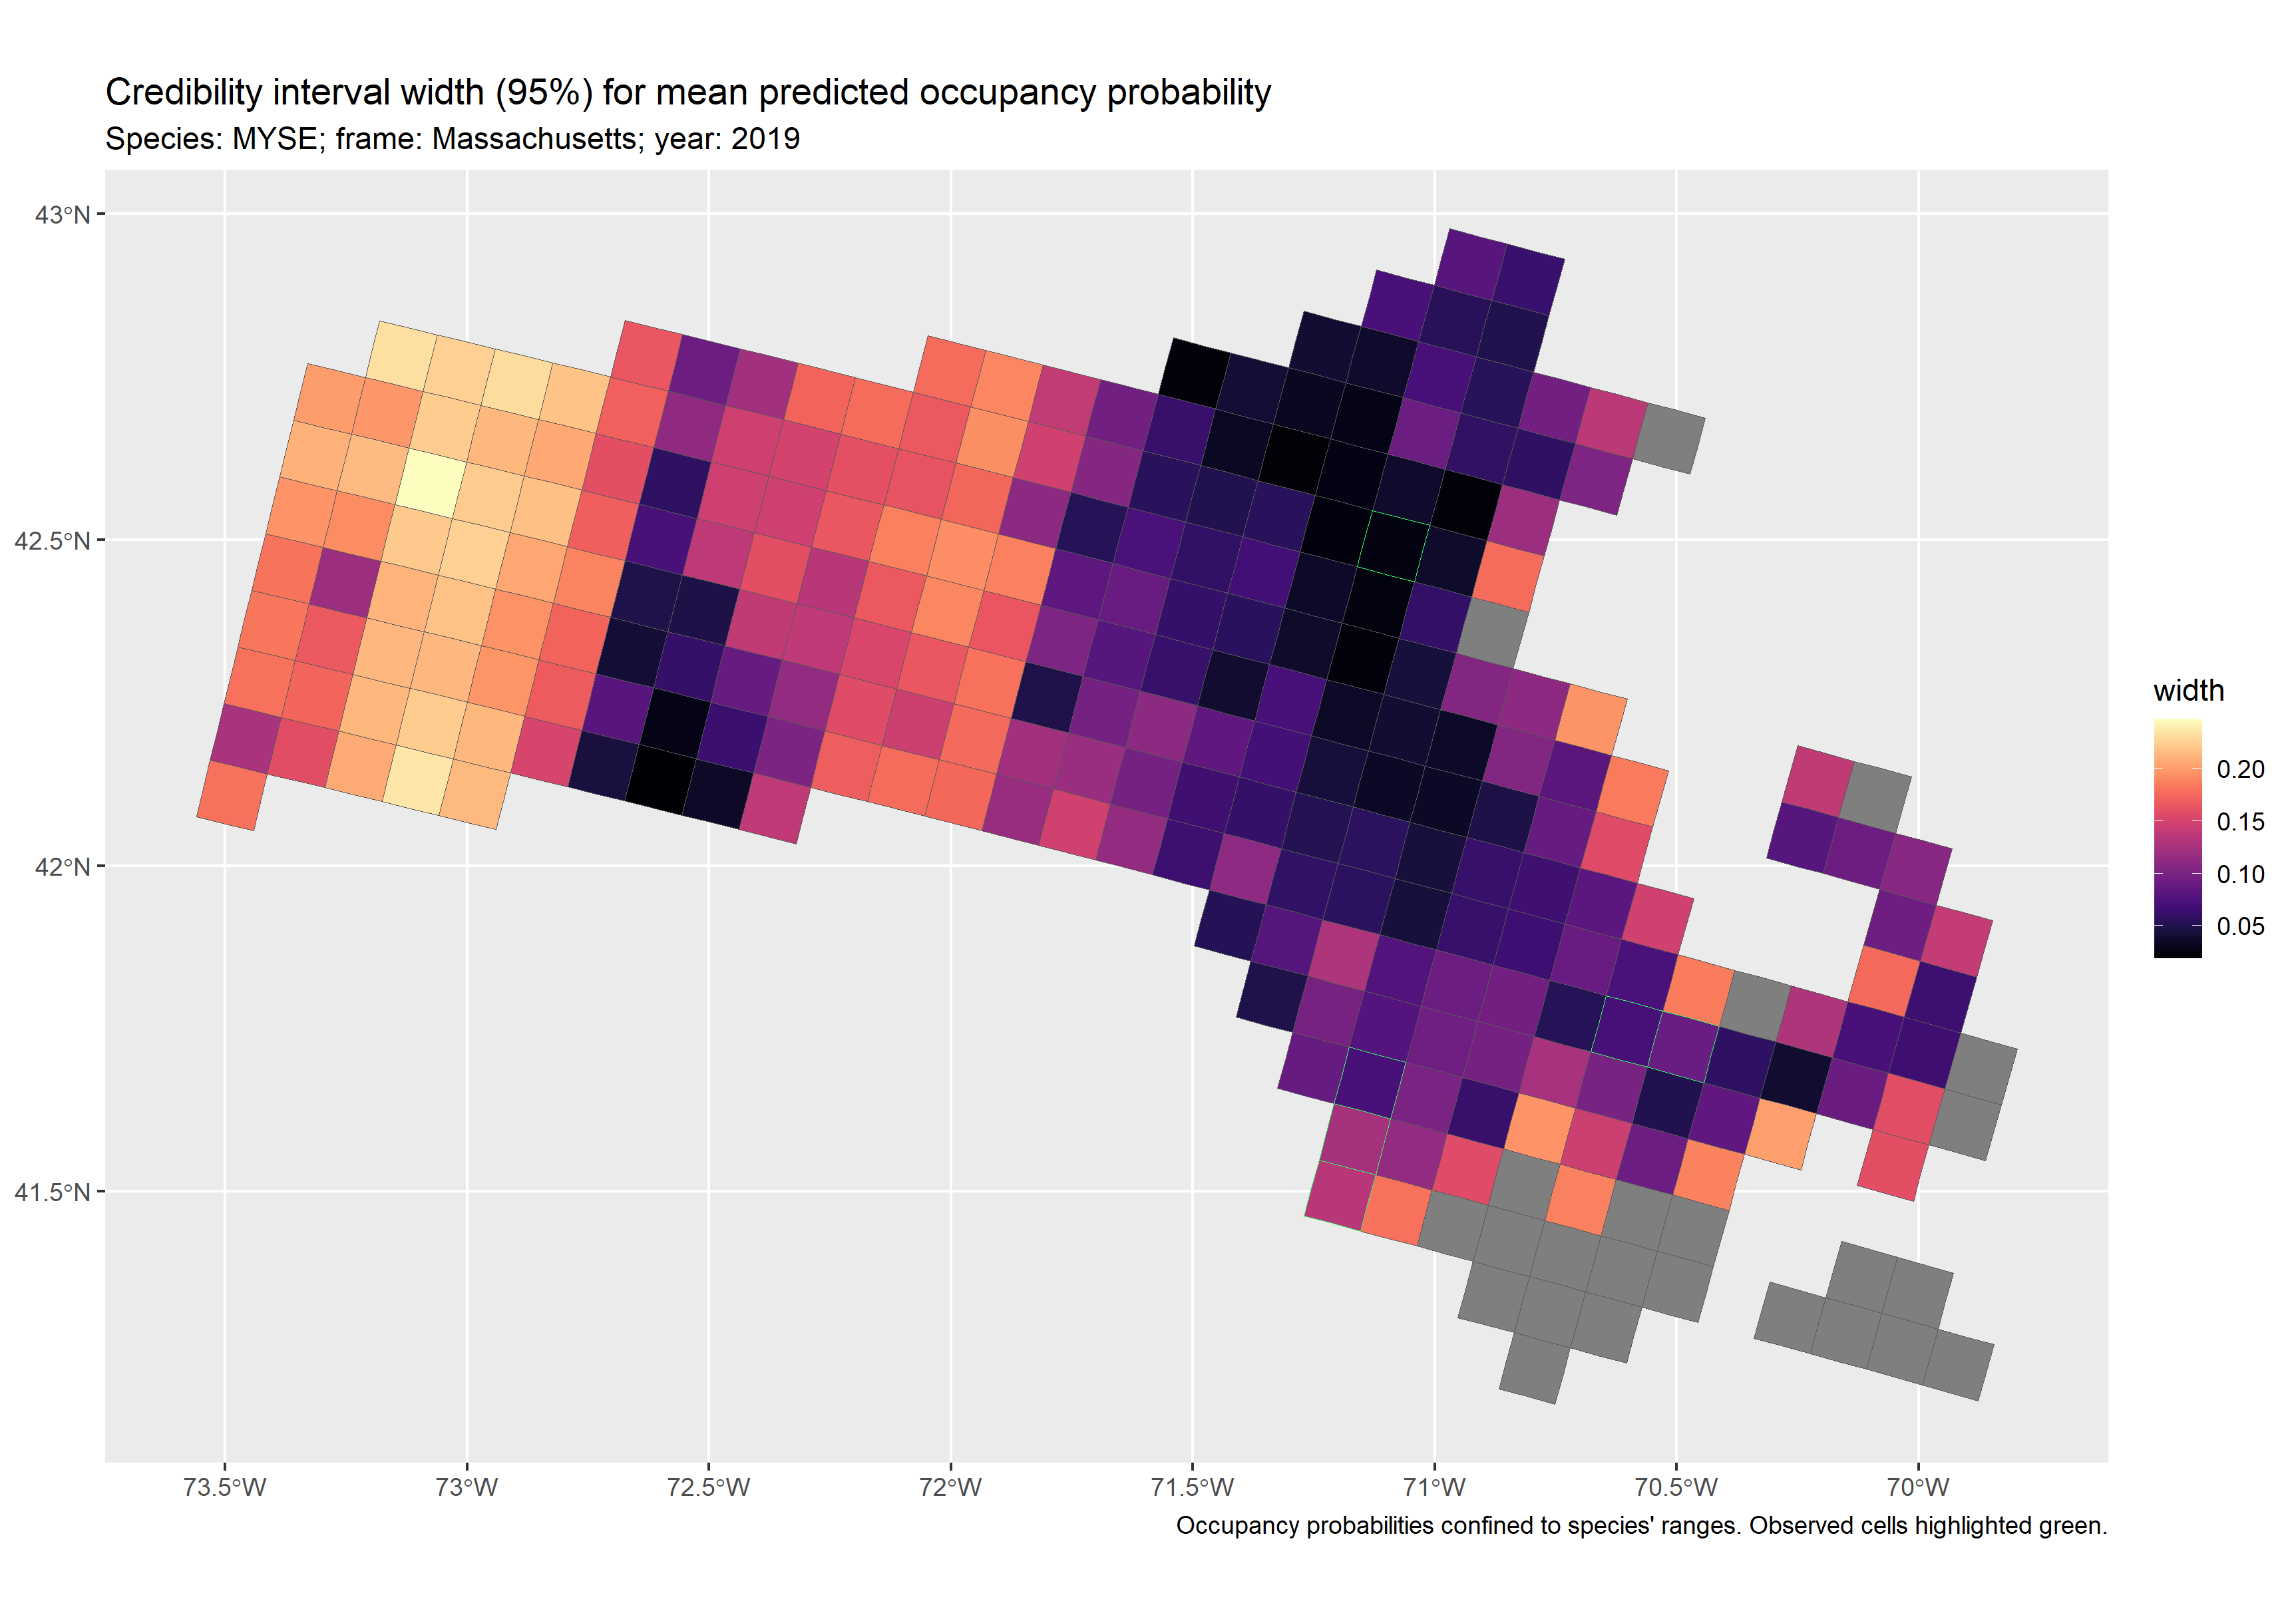 Credibility interval width (95%) for mean predicted occupancy probability
Species: MYSE; frame: Massachusetts; year: 2019
43°N
42.5°N
42°N
41.5°N
73.5°W
73°W
72.5°W
72°W
71.5°W
71°W
70.5°W
70°W
width
0.20
0.15
0.10
0.05
Occupancy probabilities confined to species' ranges. Observed cells highlighted green.